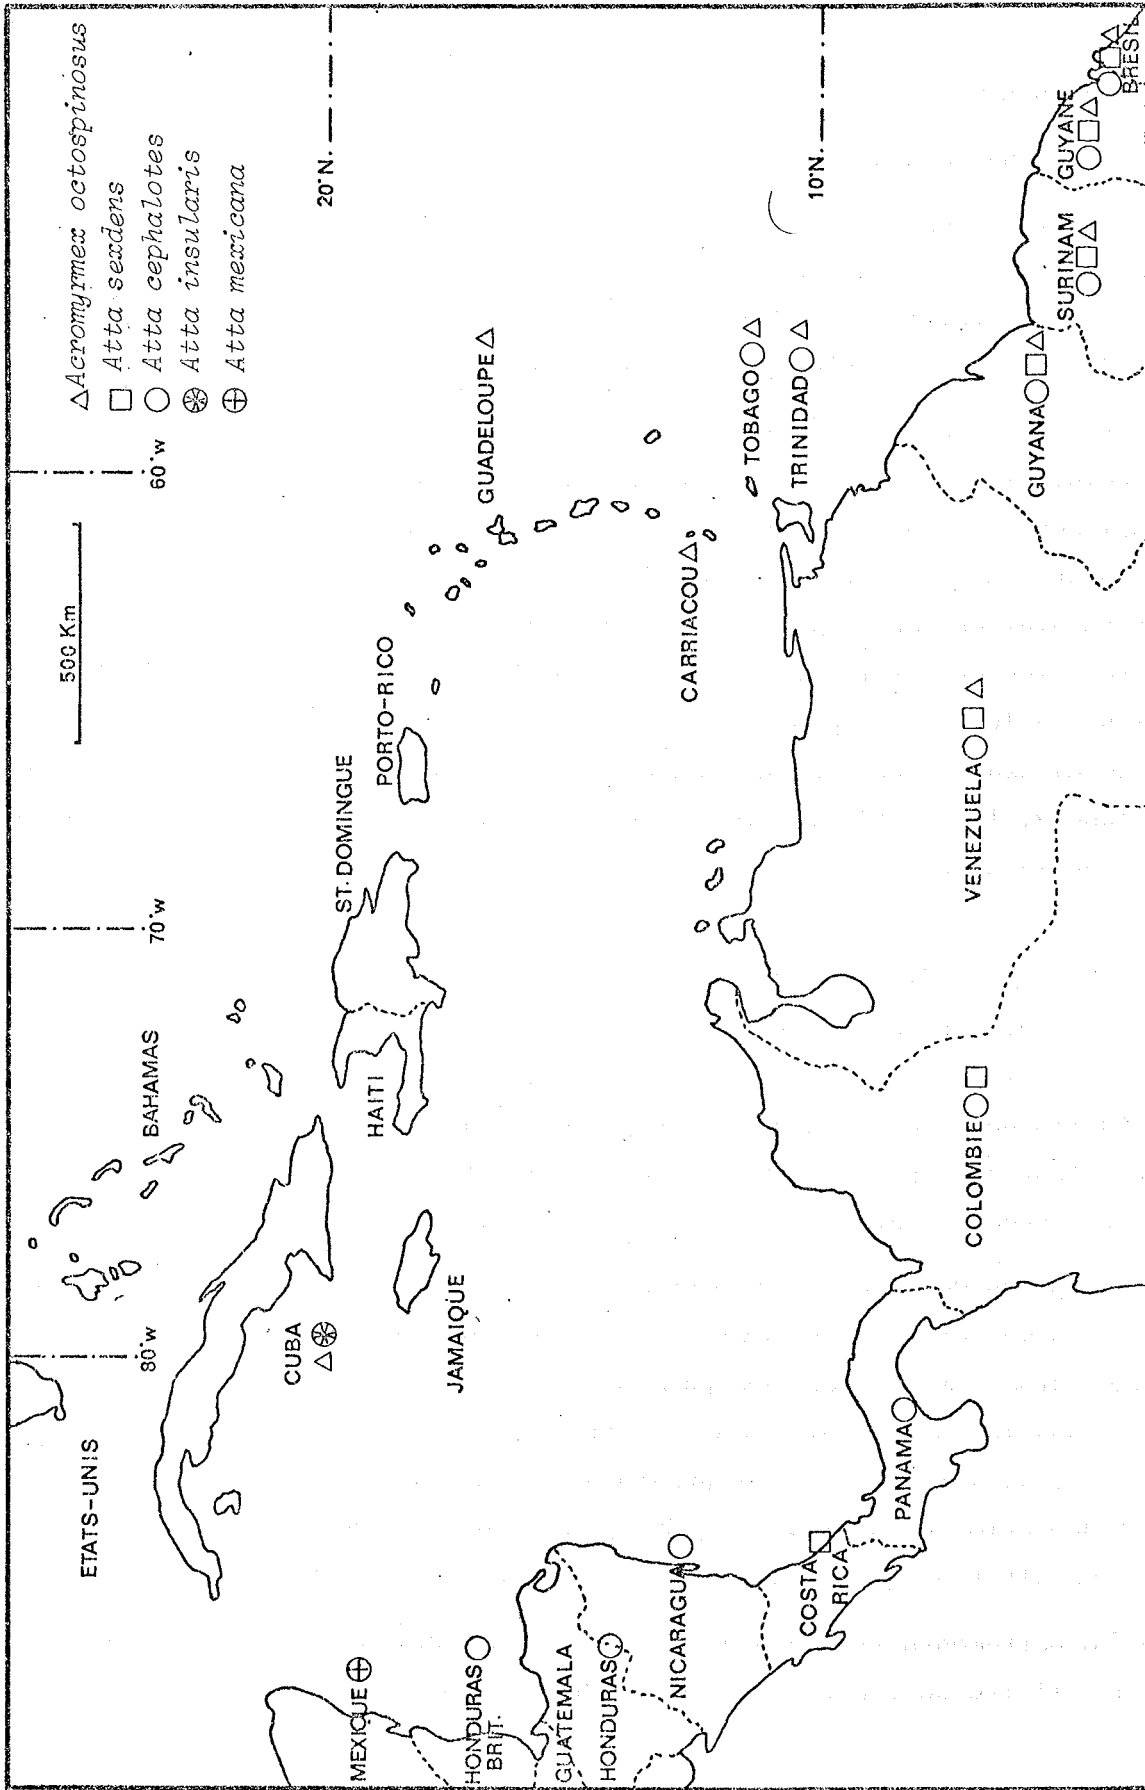 △Acromyrmex octospinosus
□ Atta sexdens
○ Atta cephalotes
Atta insularis
⊕ Atta mexicana
500 Km
80°w
70°w
60°w
20°N.
10°N.
ETATS-UNIS
BAHAMAS
CUBA
△
HAITI
ST. DOMINGUE
PORTO-RICO
JAMAIQUE
GUADELOUPE△
MEXIQUE⊕
HONDURAS○
BRIT.
GUATEMALA
HONDURAS○
NICARAGUA○
COSTA□
RICA
PANAMA○
CARRIACOU△
TOBAGO○△
TRINIDAD○△
COLOMBIE○□
VENEZUELA○□△
GUYANA○□△
SURINAM
○□△
GUYANE
○□△
○□△
BRESIL